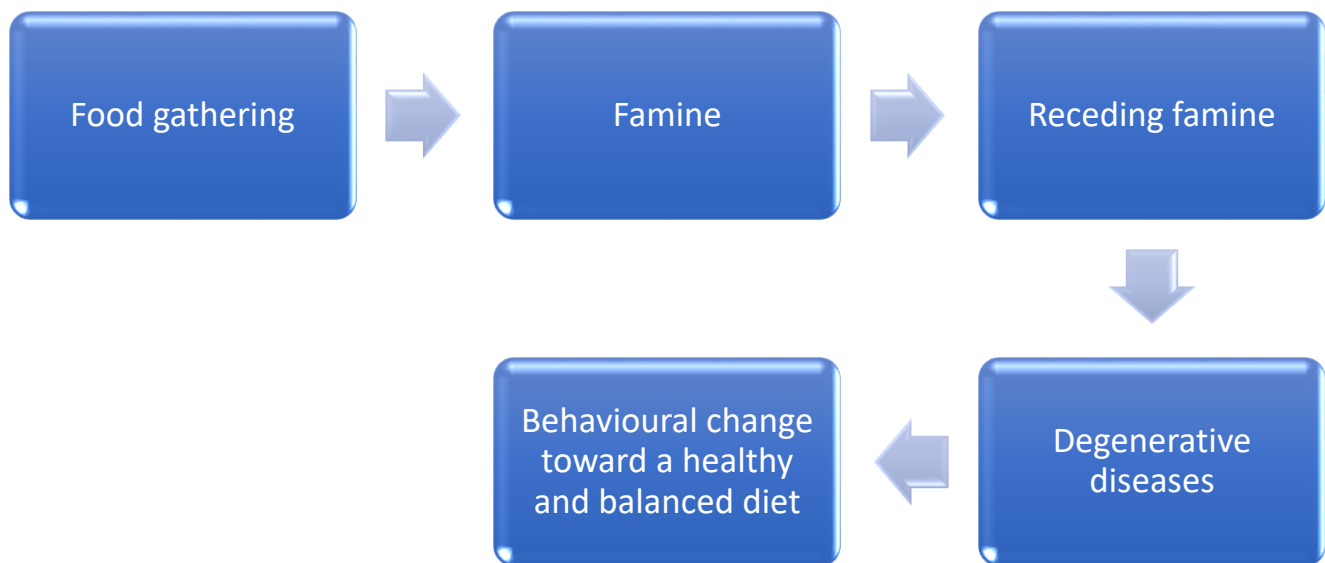 Food gathering
Famine
Receding famine
Degenerative
diseases
Behavioural change
toward a healthy
and balanced diet